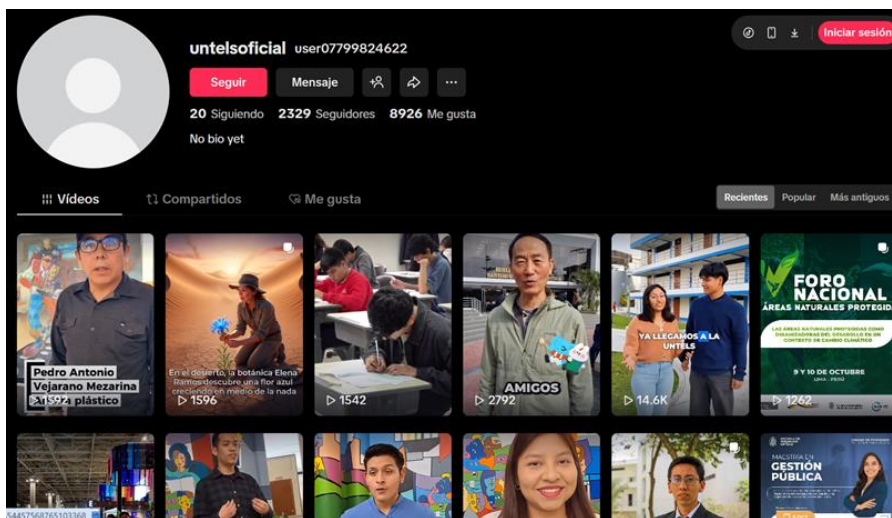 untelsoficial user07799824622
Iniciar sesión
Seguir Mensaje
20 Siguiendo 2329 Seguidores 8926 Me gusta
No bio yet
Vídeos Compartidos Me gusta
Recientes Popular Más antiguos
Pedro Antonio
Vejarano Mezarina
plástico
1592
En el desierto, la botánica Elena
Ramos descubre una flor azul
creciendo en medio de la nada
1596
1542
AMIGOS
2792
YA LLEGAMOS A LA
UNTELS
14.6K
FORO
NACIONAL
ÁREAS NATURALES PROTEGID
LAS ÁREAS NATURALES PROTEGIDAS COMO
DINAMIZADORAS DEL DESARROLLO EN UN
CONTEXTO DE CAMBIO CLIMÁTICO
9 Y 10 DE OCTUBRE
LIMA - PERÚ
1262
MAESTRÍA EN
GESTIÓN
PÚBLICA